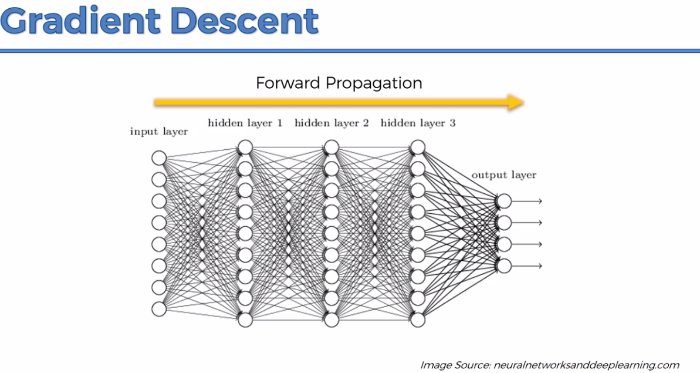 Gradient Descent
Forward Propagation
input layer
hidden layer 1 hidden layer 2 hidden layer 3
output layer
Image Source: neuralnetworksanddeeplearning.com